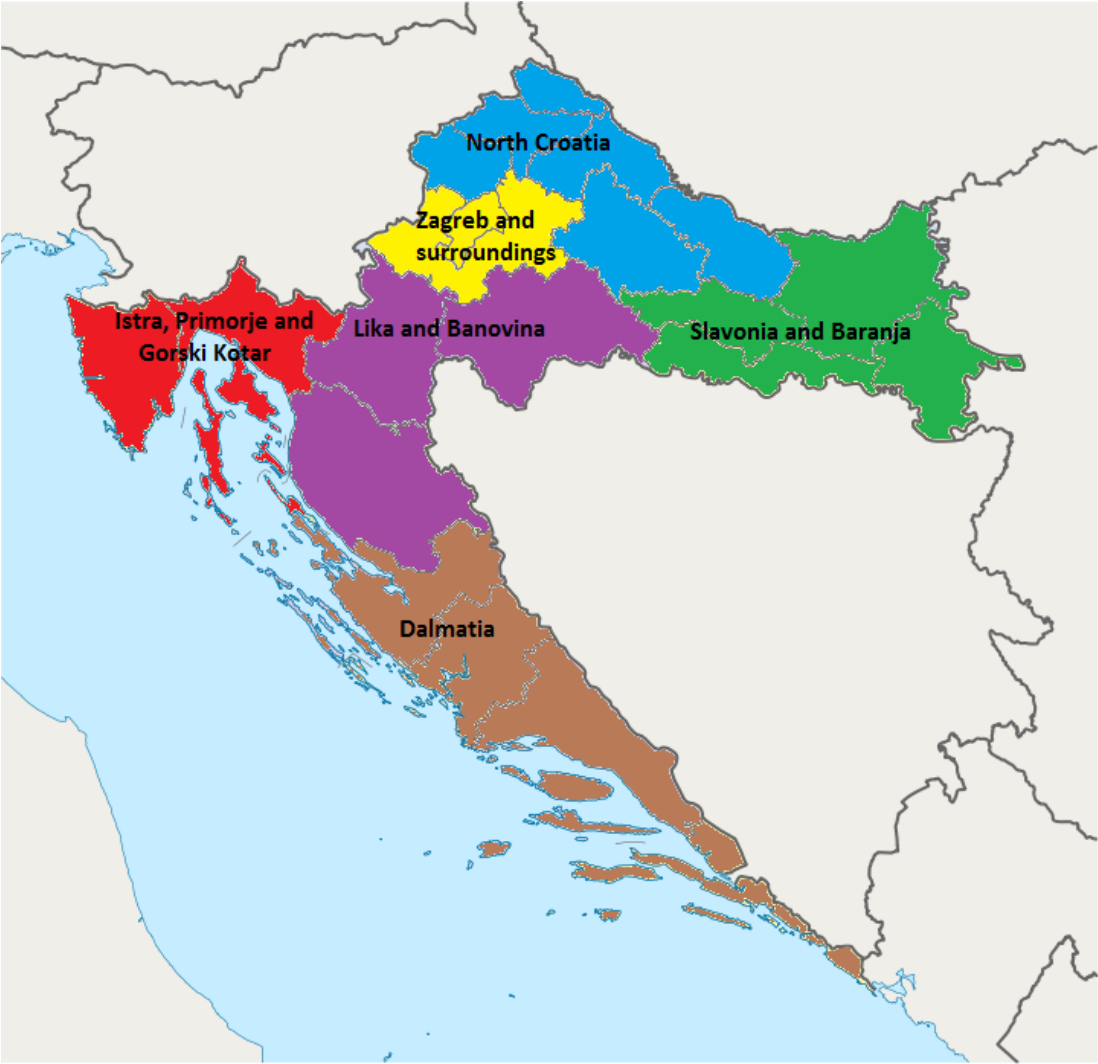 North Croatia
Zagreb and
surroundings
Istra, Primorje and
Gorski Kotar
Lika and Banovina
Slavonia and Baranja
Dalmatia